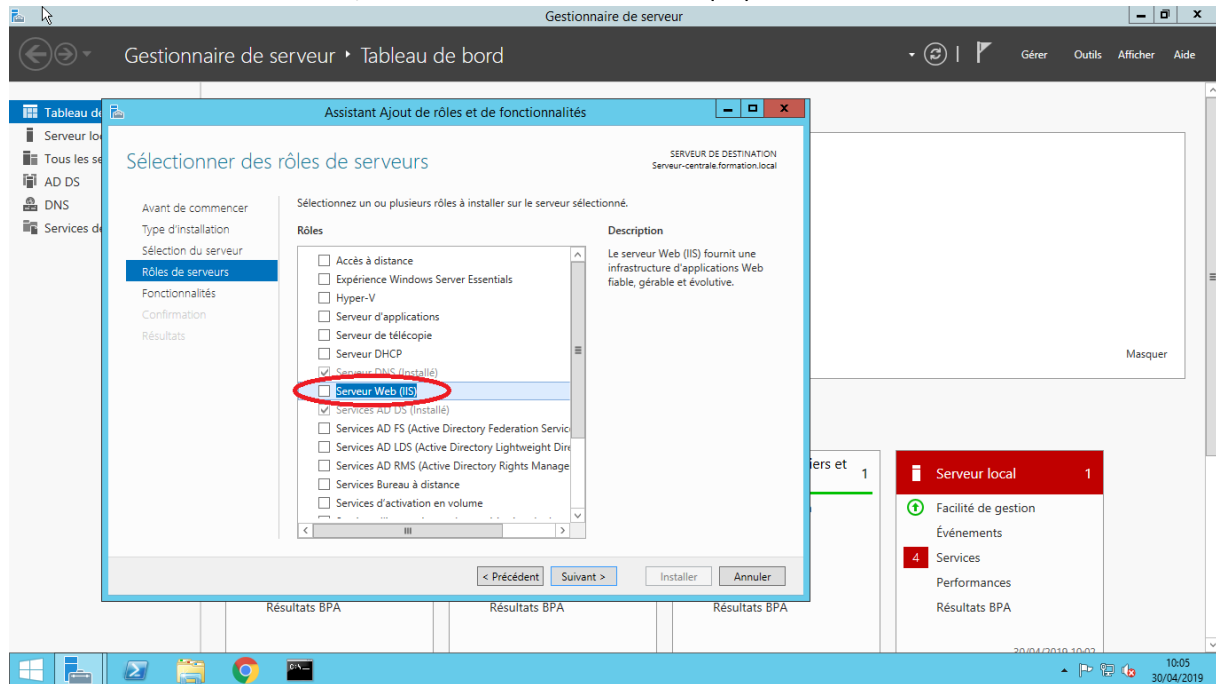 Gestionnaire de serveur
Gestionnaire de serveur • Tableau de bord
Gérer Outils Afficher Aide
Tableau de
Serveur lo
Tous les se
AD DS
DNS
Services de
Assistant Ajout de rôles et de fonctionnalités
Sélectionner des rôles de serveurs
SERVEUR DE DESTINATION
Serveur-centrale.formation.local
Avant de commencer
Type d'installation
Sélection du serveur
Rôles de serveurs
Fonctionnalités
Confirmation
Résultats
Sélectionnez un ou plusieurs rôles à installer sur le serveur sélectionné.
Rôles
Accès à distance
Expérience Windows Server Essentials
Hyper-V
Serveur d'applications
Serveur de télécopie
Serveur DHCP
Serveur DNS (Installé)
Serveur Web (IIS)
Services AD DS (Installé)
Services AD FS (Active Directory Federation Servic
Services AD LDS (Active Directory Lightweight Dire
Services AD RMS (Active Directory Rights Manage
Services Bureau à distance
Services d'activation en volume
Description
Le serveur Web (IIS) fournit une
infrastructure d'applications Web
fiable, gérable et évolutive.
< Précédent Suivant > Installer Annuler
Masquer
iers et 1
Serveur local 1
Facilité de gestion
Événements
4 Services
Performances
Résultats BPA
Résultats BPA Résultats BPA Résultats BPA
30/04/2019 10:02
10:05
30/04/2019